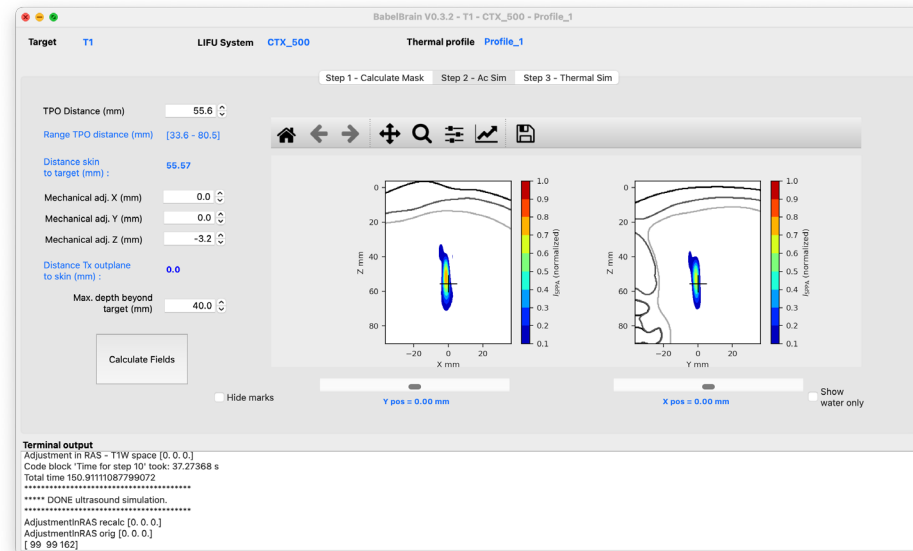 BabelBrain V0.3.2 - T1 - CTX_500 - Profile_1
Target T1 LIFU System CTX_500 Thermal profile Profile_1
Step 1 - Calculate Mask Step 2 - Ac Sim Step 3 - Thermal Sim
TPO Distance (mm) 55.6
Range TPO distance (mm) [33.6 - 80.5]
Distance skin
to target (mm) : 55.57
Mechanical adj. X (mm) 0.0
Mechanical adj. Y (mm) 0.0
Mechanical adj. Z (mm) -3.2
Distance Tx outplane
to skin (mm) : 0.0
Max. depth beyond
target (mm) 40.0
Calculate Fields
Hide marks
Z mm
0
20
40
60
80
-20 0 20
X mm
1.0
0.9
0.8
0.7
0.6
0.5
0.4
0.3
0.2
0.1
ISPPA (normalized)
Y pos = 0.00 mm
Z mm
0
20
40
60
80
-20 0 20
Y mm
1.0
0.9
0.8
0.7
0.6
0.5
0.4
0.3
0.2
0.1
ISPPA (normalized)
X pos = 0.00 mm
Show
water only
Terminal output
Adjustment in RAS - T1W space [0. 0. 0.]
Code block 'Time for step 10' took: 37.27368 s
Total time 150.91111087799072
****************************************
***** DONE ultrasound simulation.
****************************************
AdjustmentInRAS recalc [0. 0. 0.]
AdjustmentInRAS orig [0. 0. 0.]
[ 99 99 162]